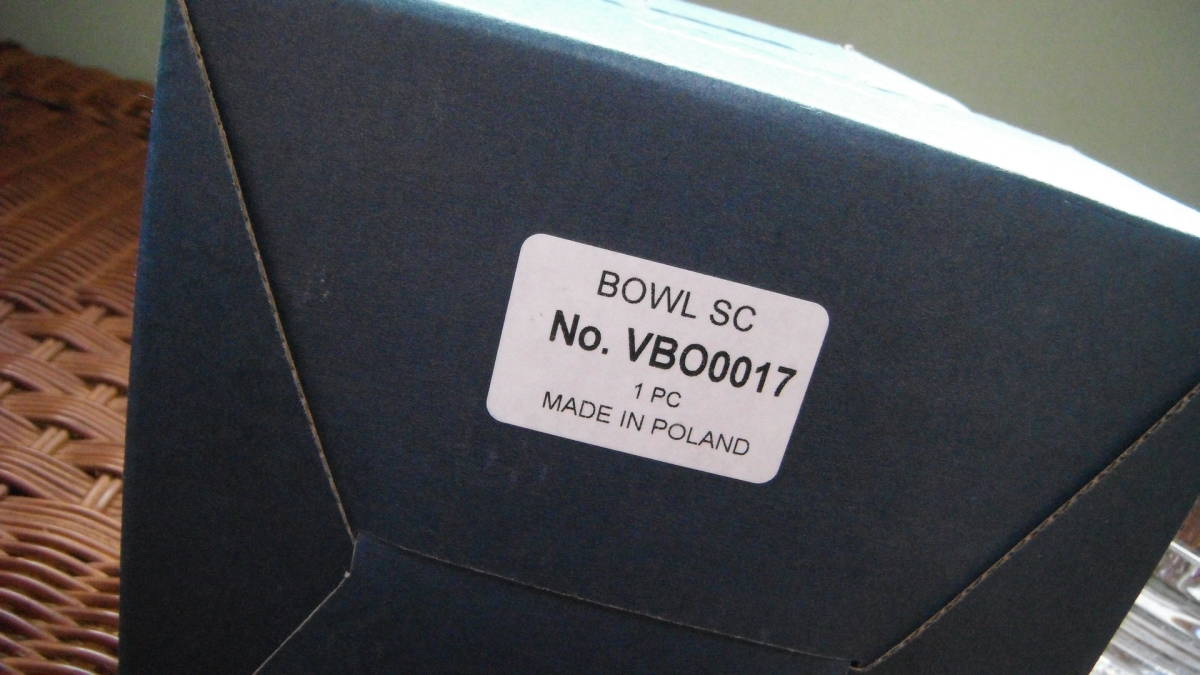 BOWL SC
No. VBO0017
1 PC
MADE IN POLAND